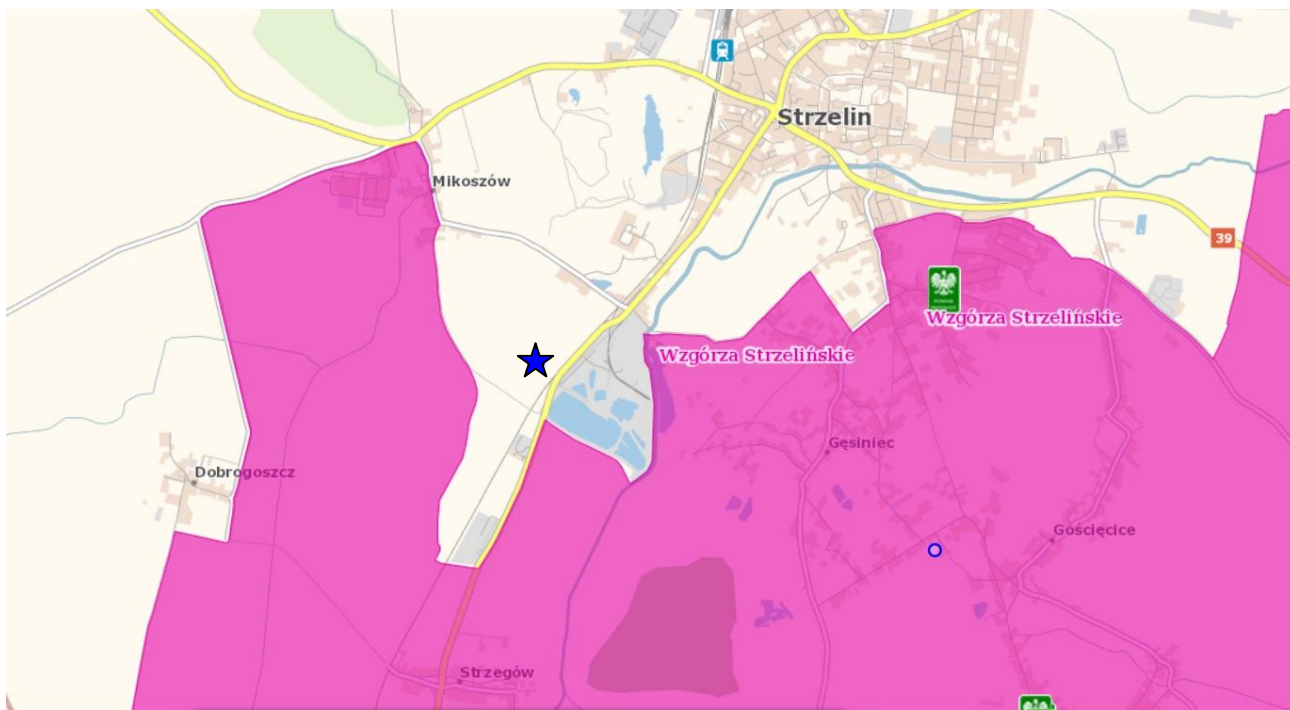 Strzelin
Mikoszów
39
Wzgórza Strzelińskie
Wzgórza Strzelińskie
Gęsiniec
Dobrogoszcz
Gościęcice
Strzegów